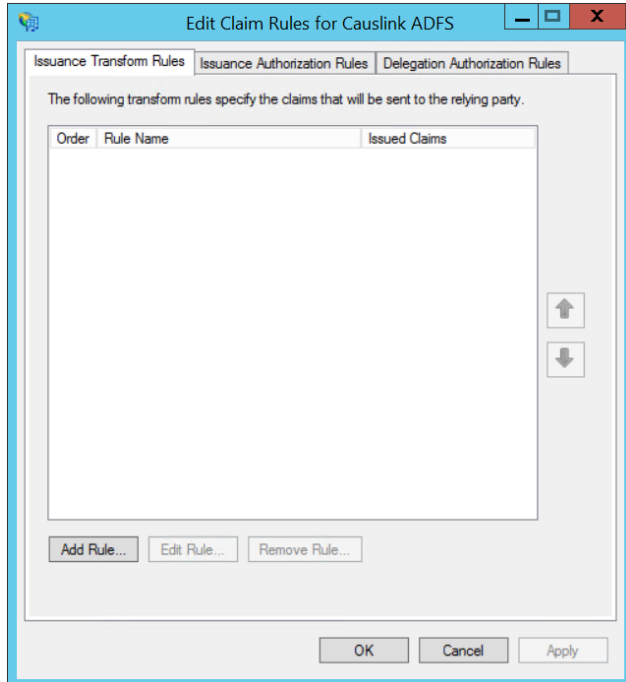 Edit Claim Rules for Causlink ADFS
Issuance Transform Rules Issuance Authorization Rules Delegation Authorization Rules
The following transform rules specify the claims that will be sent to the relying party.
Order Rule Name Issued Claims
Add Rule... Edit Rule... Remove Rule...
OK Cancel Apply